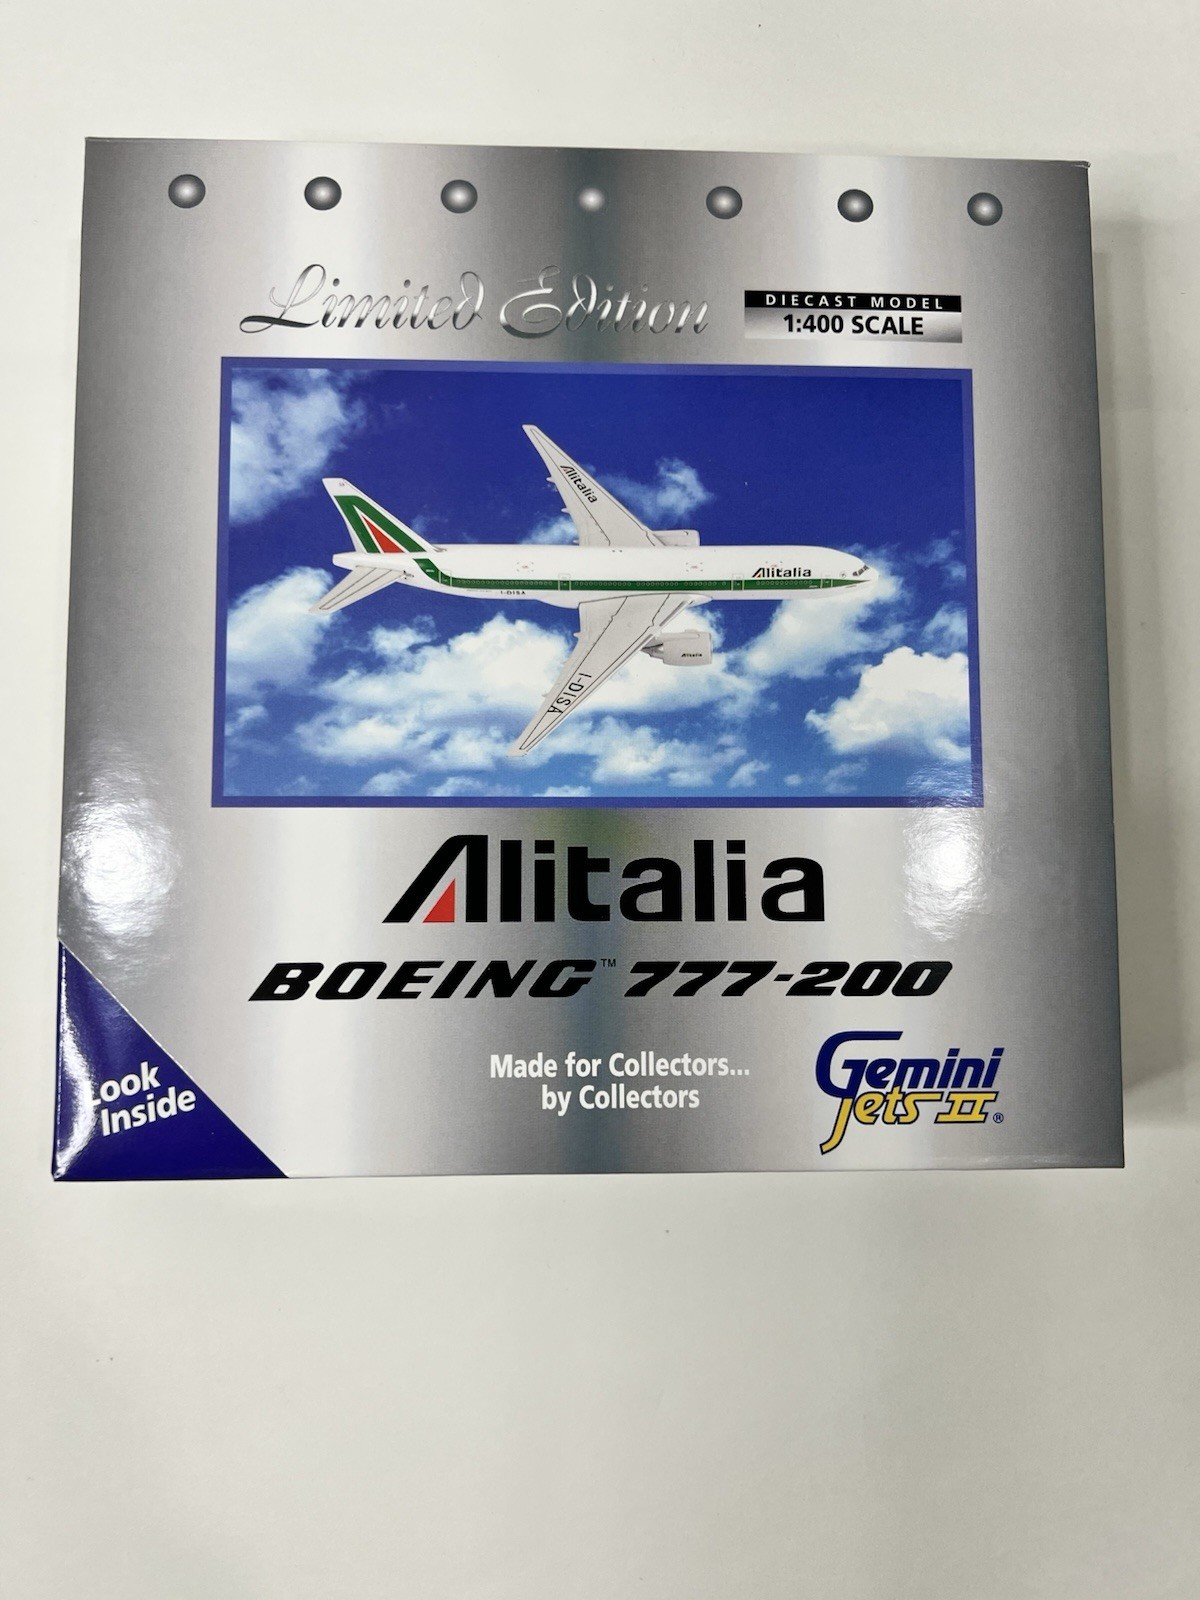 Limited Edition
DIECAST MODEL
1:400 SCALE
Alitalia
Alitalia
I-DISA
Alitalia
I-DISA
Alitalia
BOEING™ 777-200
Look
Inside
Made for Collectors...
by Collectors
Gemini
Jets II®